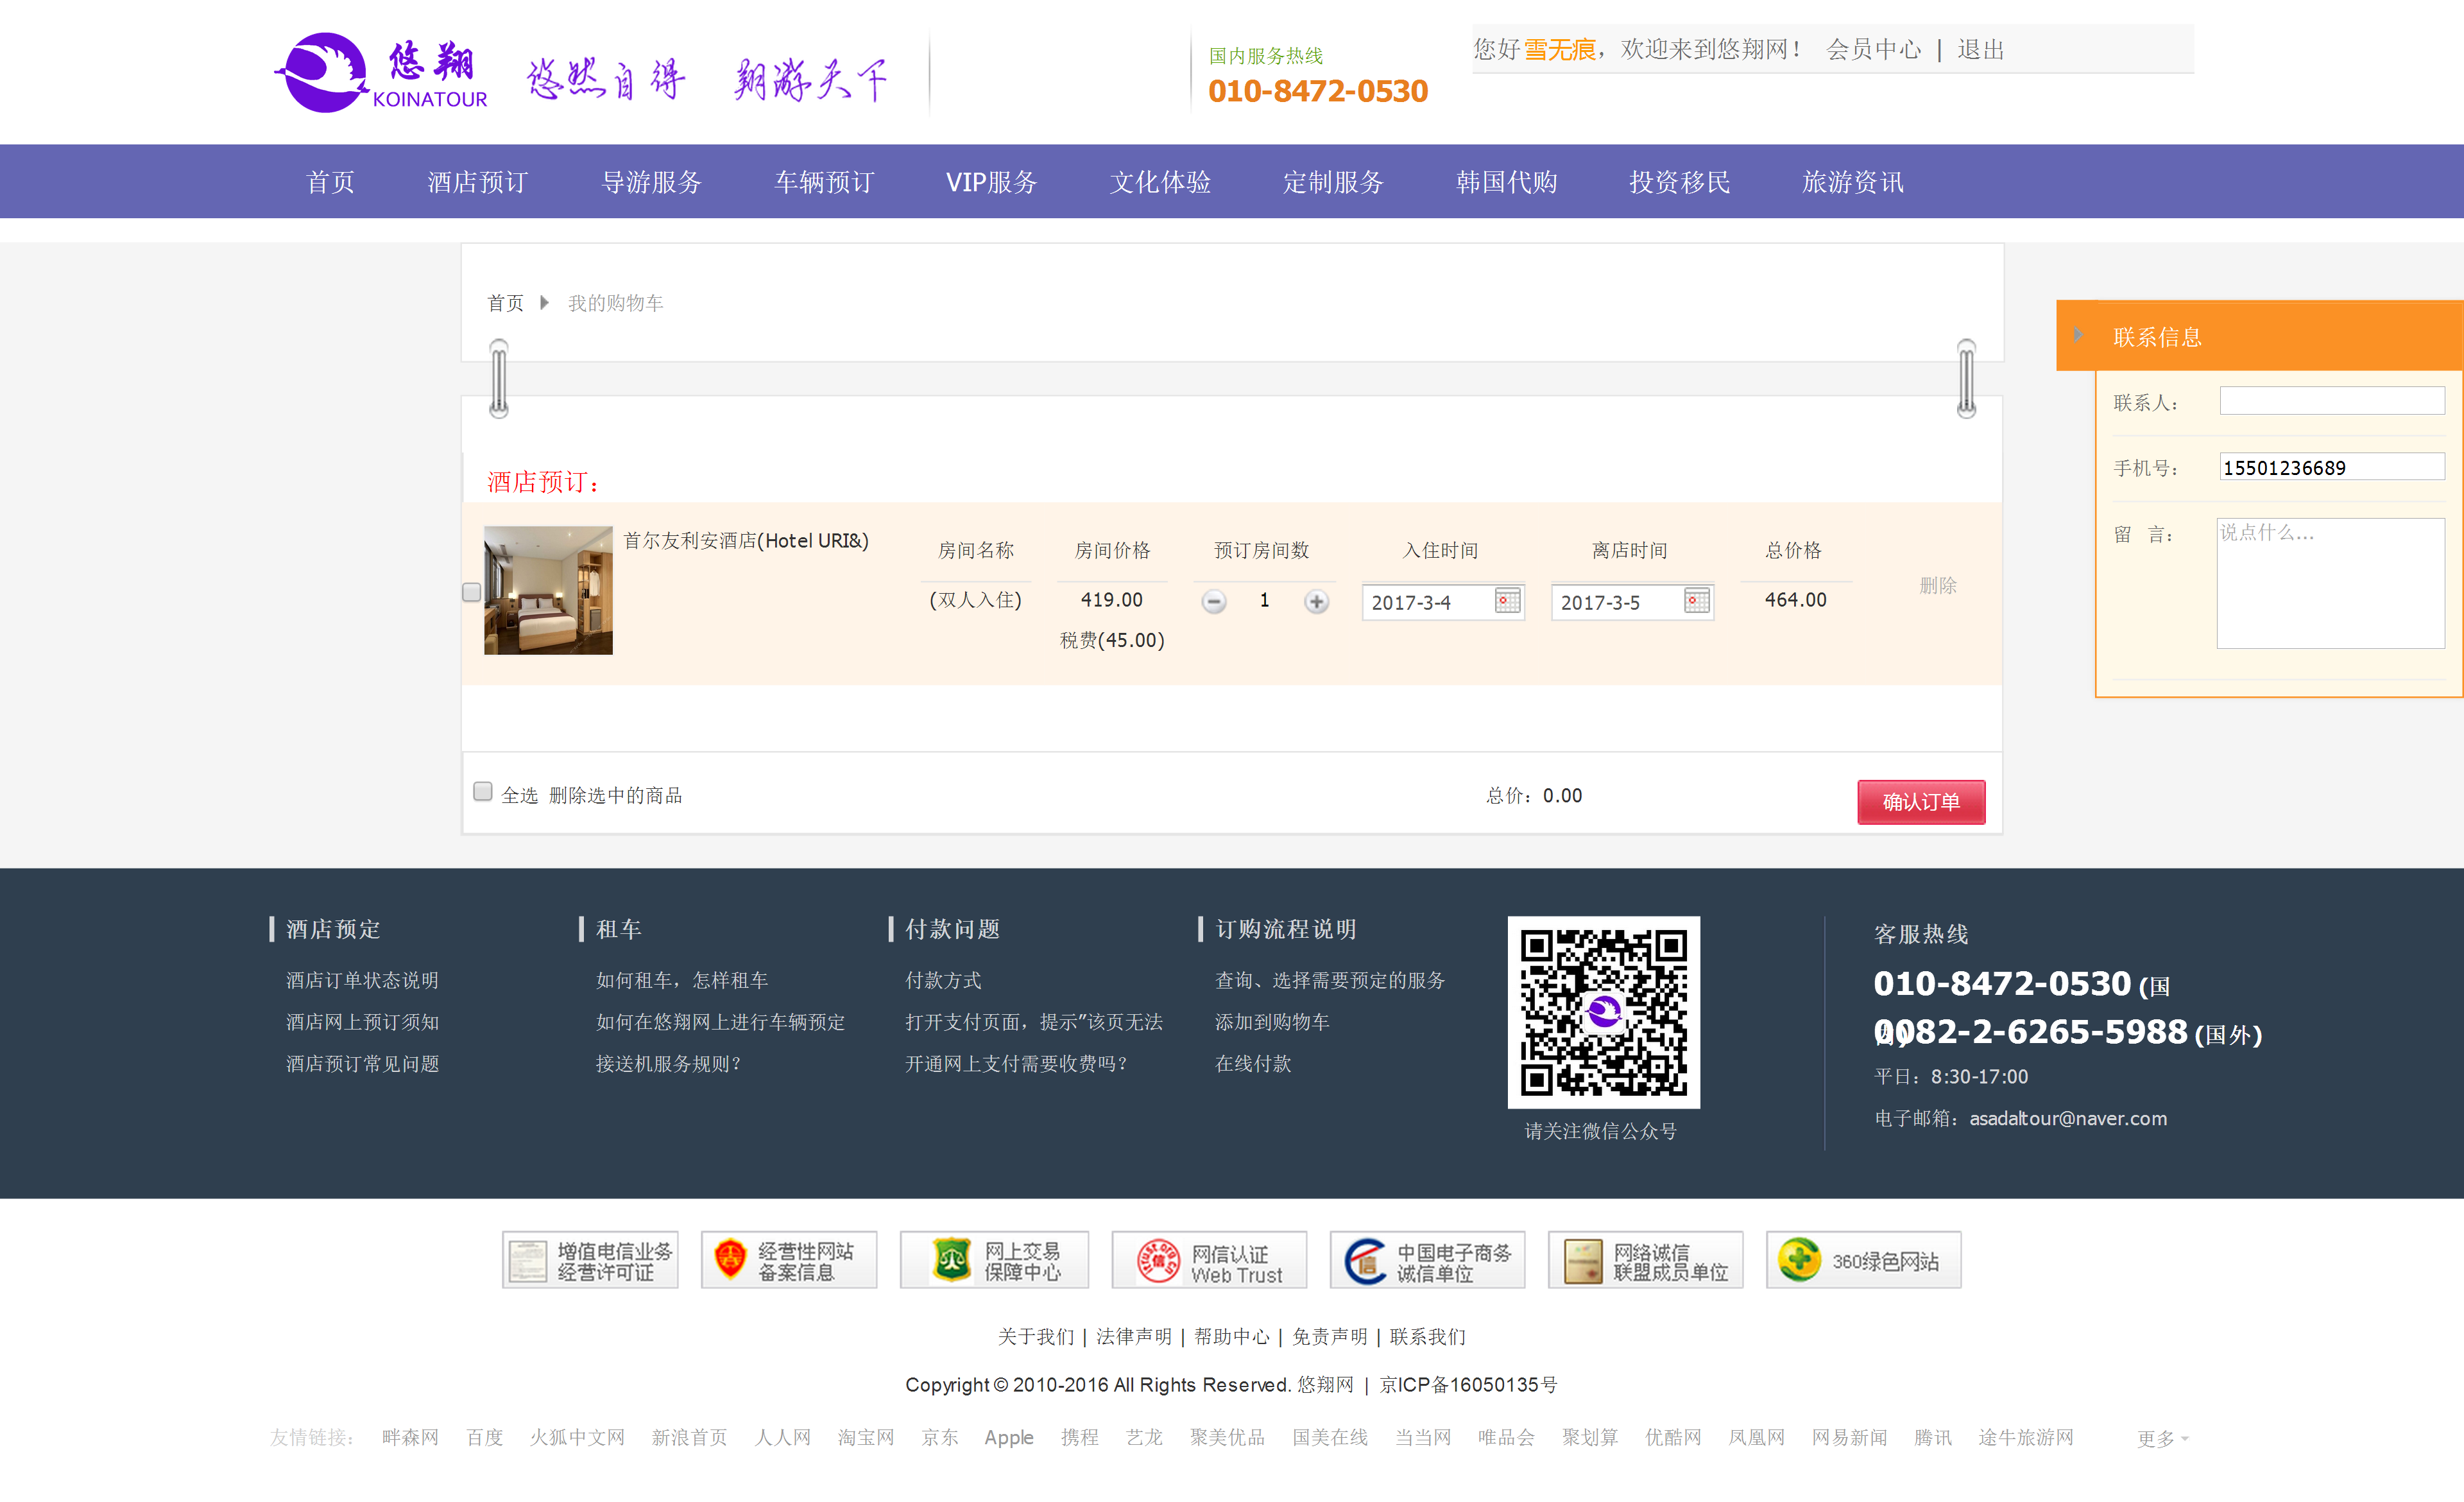 悠翔
KOINATOUR
悠然自得 翔游天下
国内服务热线
010-8472-0530
您好雪无痕，欢迎来到悠翔网！ 会员中心 | 退出
首页 酒店预订 导游服务 车辆预订 VIP服务 文化体验 定制服务 韩国代购 投资移民 旅游资讯
首页 我的购物车
联系信息
联系人：
手机号： 15501236689
留 言： 说点什么...
酒店预订：
首尔友利安酒店(Hotel URI&)
房间名称 房间价格 预订房间数 入住时间 离店时间 总价格
(双人入住) 419.00 1 2017-3-4 2017-3-5 464.00 删除
税费(45.00)
全选 删除选中的商品 总价：0.00 确认订单
酒店预定
酒店订单状态说明
酒店网上预订须知
酒店预订常见问题
租车
如何租车，怎样租车
如何在悠翔网上进行车辆预定
接送机服务规则？
付款问题
付款方式
打开支付页面，提示"该页无法
开通网上支付需要收费吗？
订购流程说明
查询、选择需要预定的服务
添加到购物车
在线付款
请关注微信公众号
客服热线
010-8472-0530 (国
内)
0082-2-6265-5988 (国外)
平日：8:30-17:00
电子邮箱：asadaltour@naver.com
增值电信业务
经营许可证
经营性网站
备案信息
网上交易
保障中心
网信认证
Web Trust
中国电子商务
诚信单位
网络诚信
联盟成员单位
360绿色网站
关于我们 | 法律声明 | 帮助中心 | 免责声明 | 联系我们
Copyright © 2010-2016 All Rights Reserved. 悠翔网 | 京ICP备16050135号
友情链接： 畔森网 百度 火狐中文网 新浪首页 人人网 淘宝网 京东 Apple 携程 艺龙 聚美优品 国美在线 当当网 唯品会 聚划算 优酷网 凤凰网 网易新闻 腾讯 途牛旅游网 更多